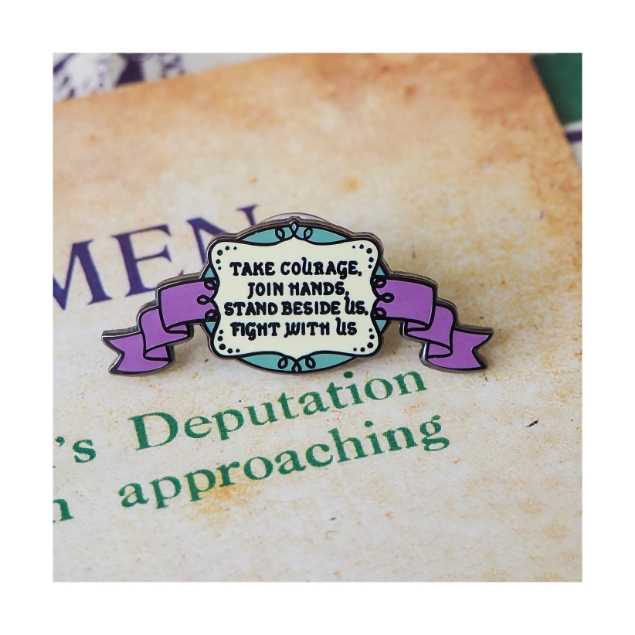 MEN
TAKE COURAGE,
JOIN HANDS,
STAND BESIDE US,
FIGHT WITH US
's Deputation
approaching